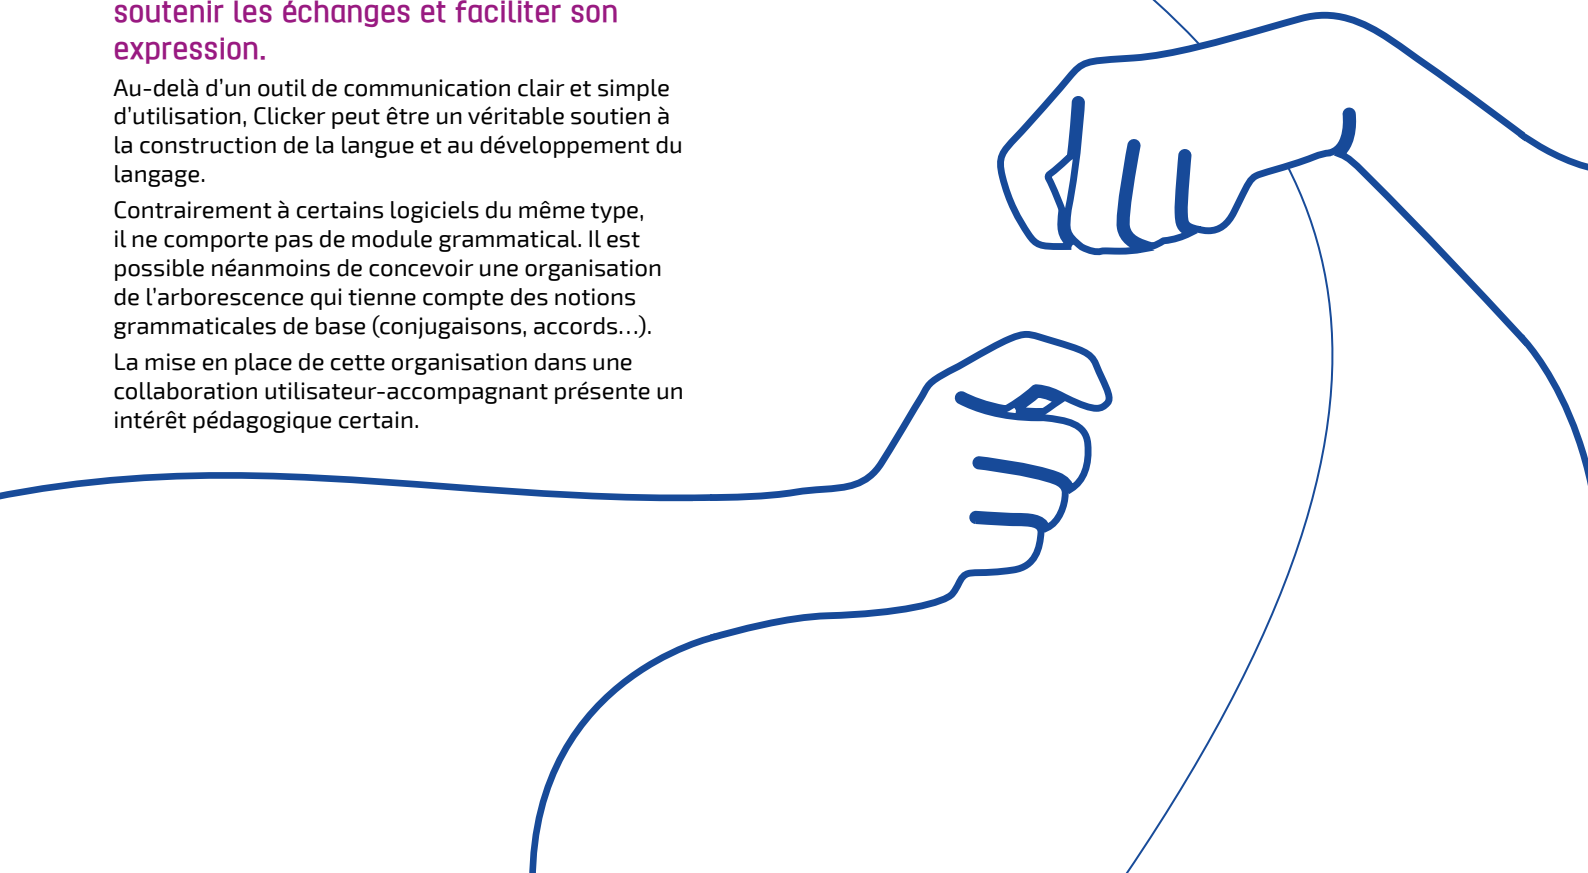 soutenir les échanges et faciliter son
expression.
Au-delà d’un outil de communication clair et simple
d’utilisation, Clicker peut être un véritable soutien à
la construction de la langue et au développement du
langage.
Contrairement à certains logiciels du même type,
il ne comporte pas de module grammatical. Il est
possible néanmoins de concevoir une organisation
de l’arborescence qui tienne compte des notions
grammaticales de base (conjugaisons, accords…).
La mise en place de cette organisation dans une
collaboration utilisateur-accompagnant présente un
intérêt pédagogique certain.